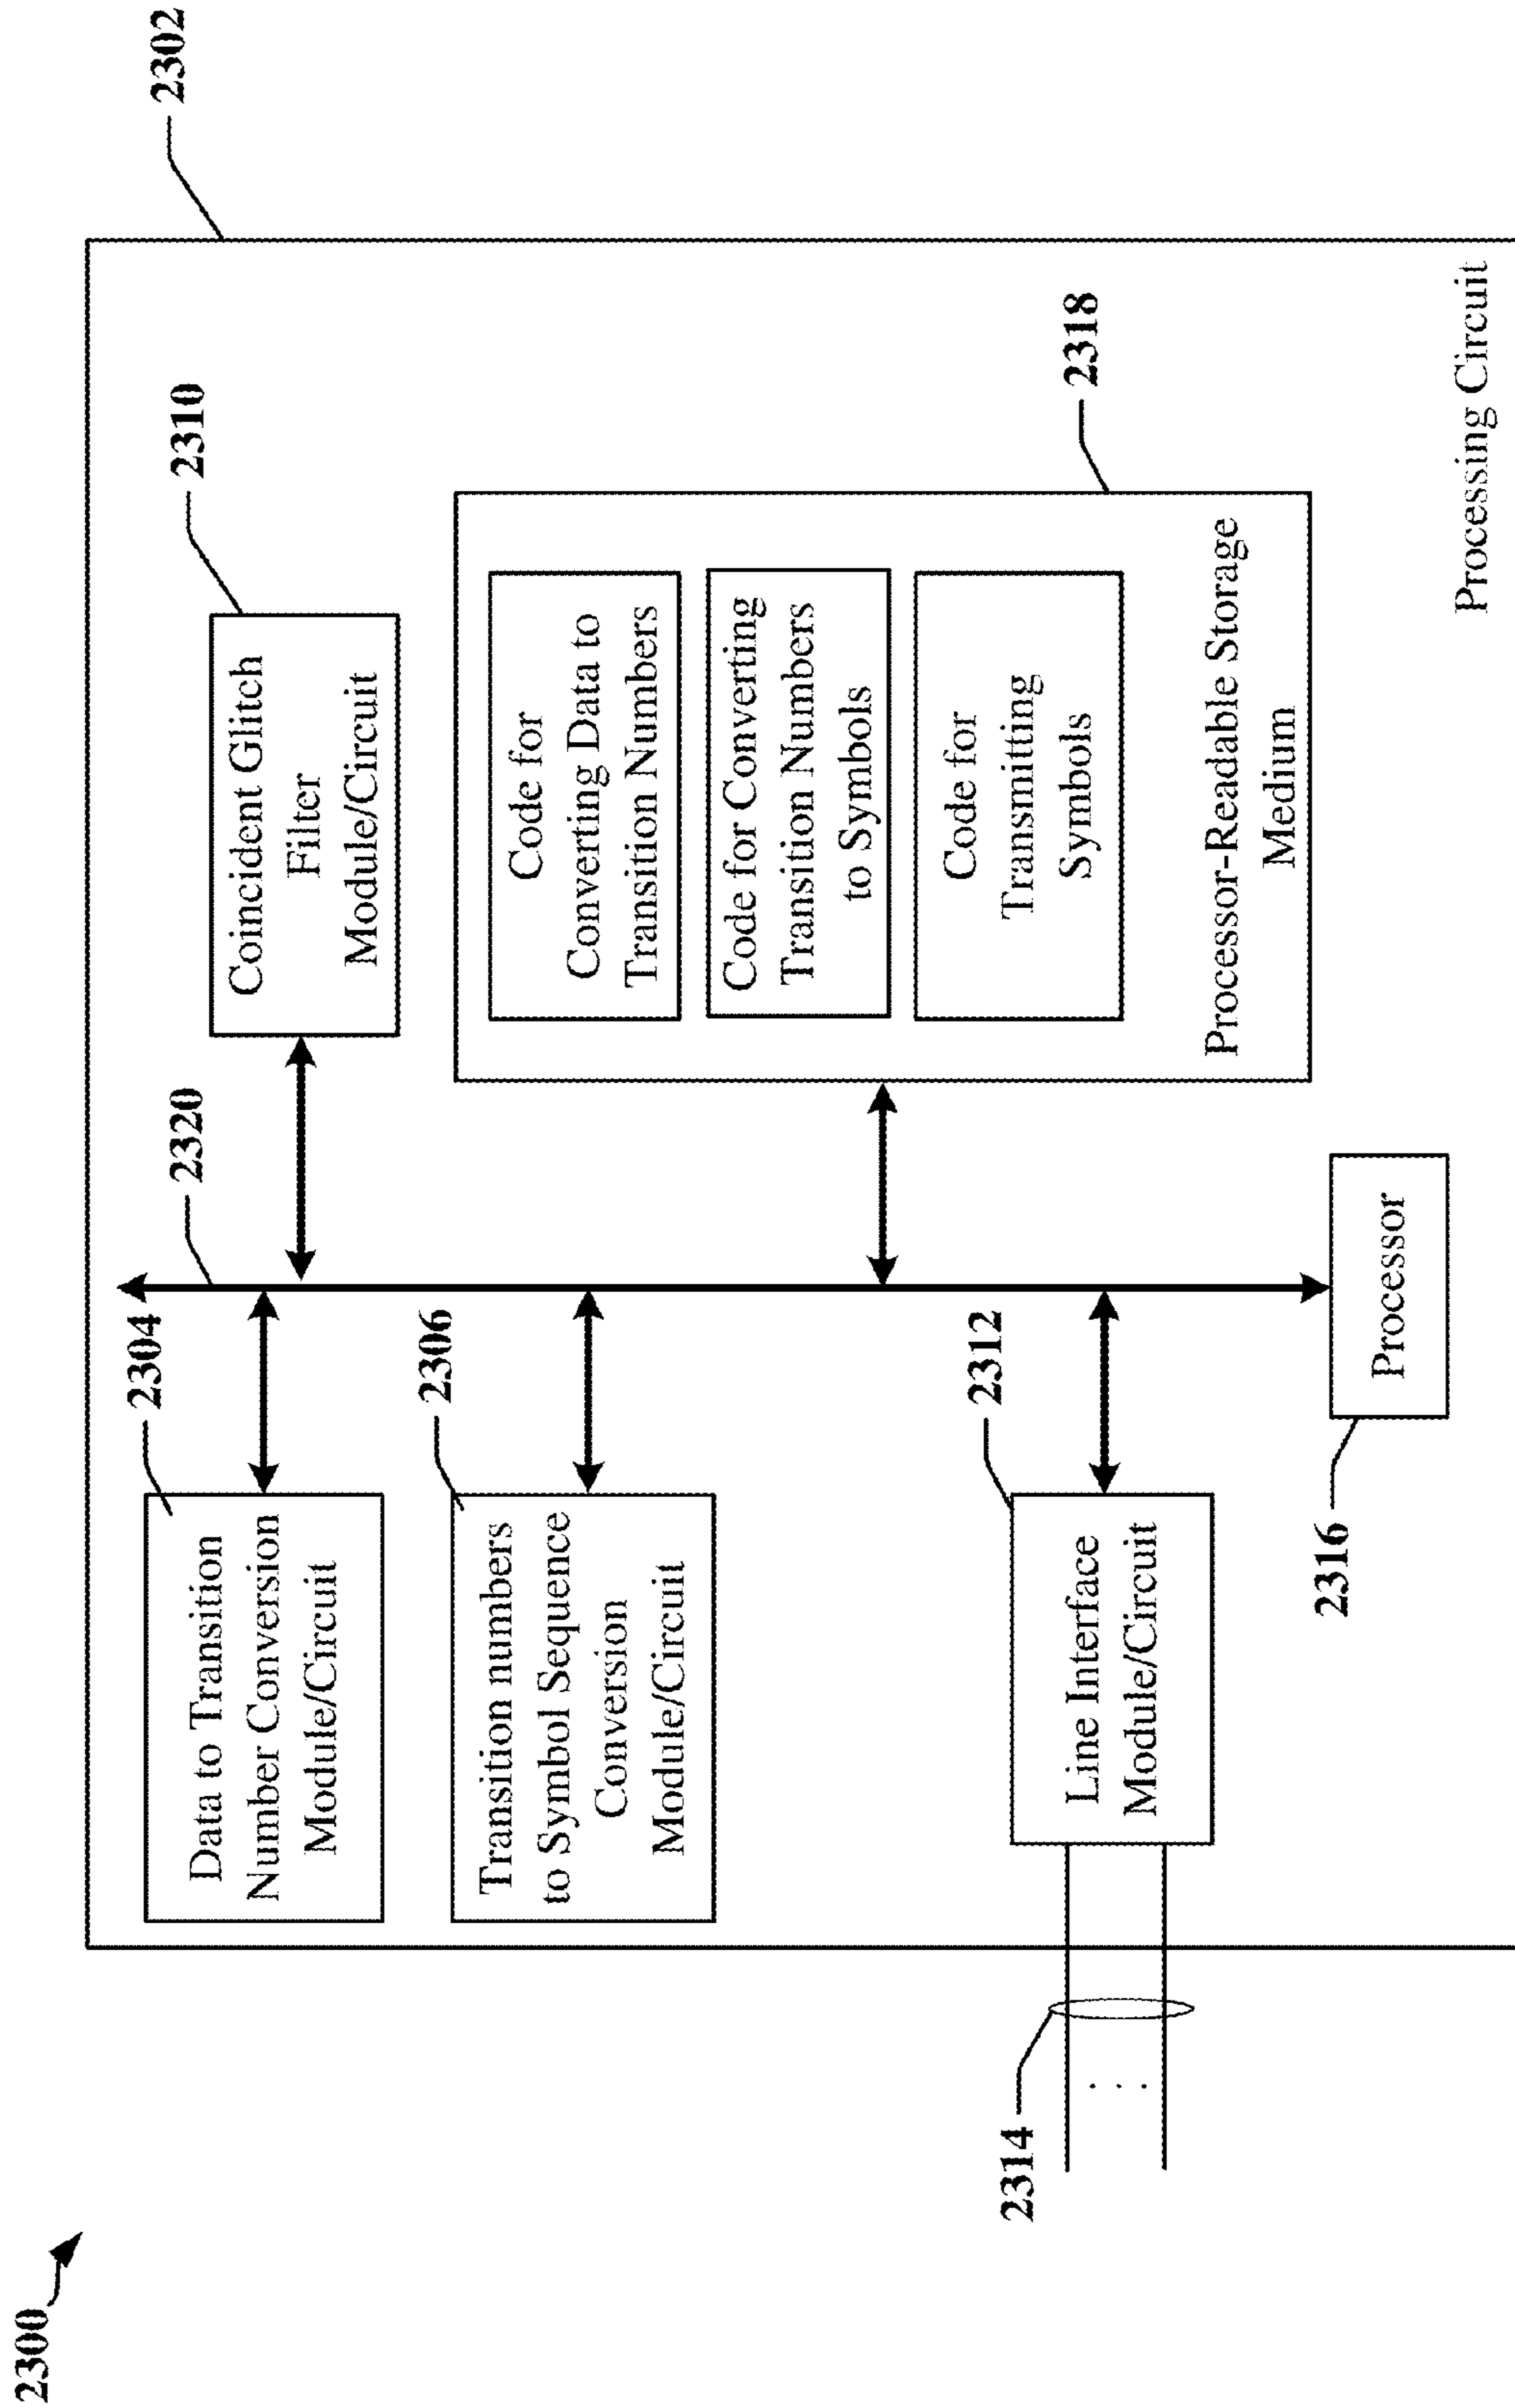 2300
2302
2304
Data to Transition
Number Conversion
Module/Circuit
2320
2310
Coincident Glitch
Filter
Module/Circuit
2306
Transition numbers
to Symbol Sequence
Conversion
Module/Circuit
Code for
Converting Data to
Transition Numbers
Code for Converting
Transition Numbers
to Symbols
Code for
Transmitting
Symbols
Processor-Readable Storage
Medium
2318
2312
Line Interface
Module/Circuit
2314
2316
Processor
Processing Circuit